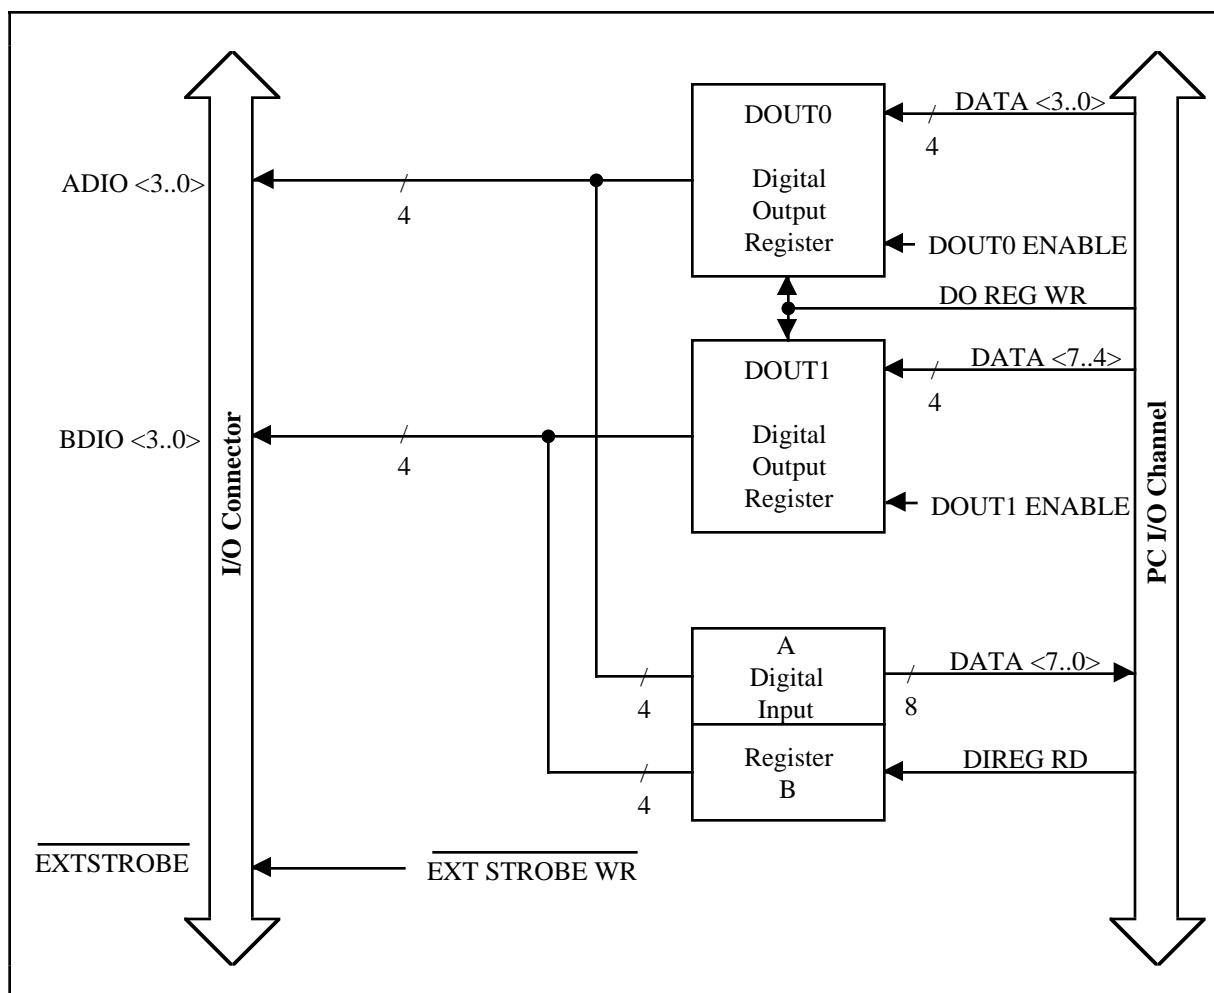 DOUT0
Digital
Output
Register
DATA <3..0>
4
DOUT0 ENABLE
ADIO <3..0>
4
DO REG WR
DOUT1
Digital
Output
Register
DATA <7..4>
4
DOUT1 ENABLE
BDIO <3..0>
4
I/O Connector
PC I/O Channel
A
Digital
Input
Register
B
4
4
DATA <7..0>
8
DIREG RD
EXTSTROBE
EXT STROBE WR